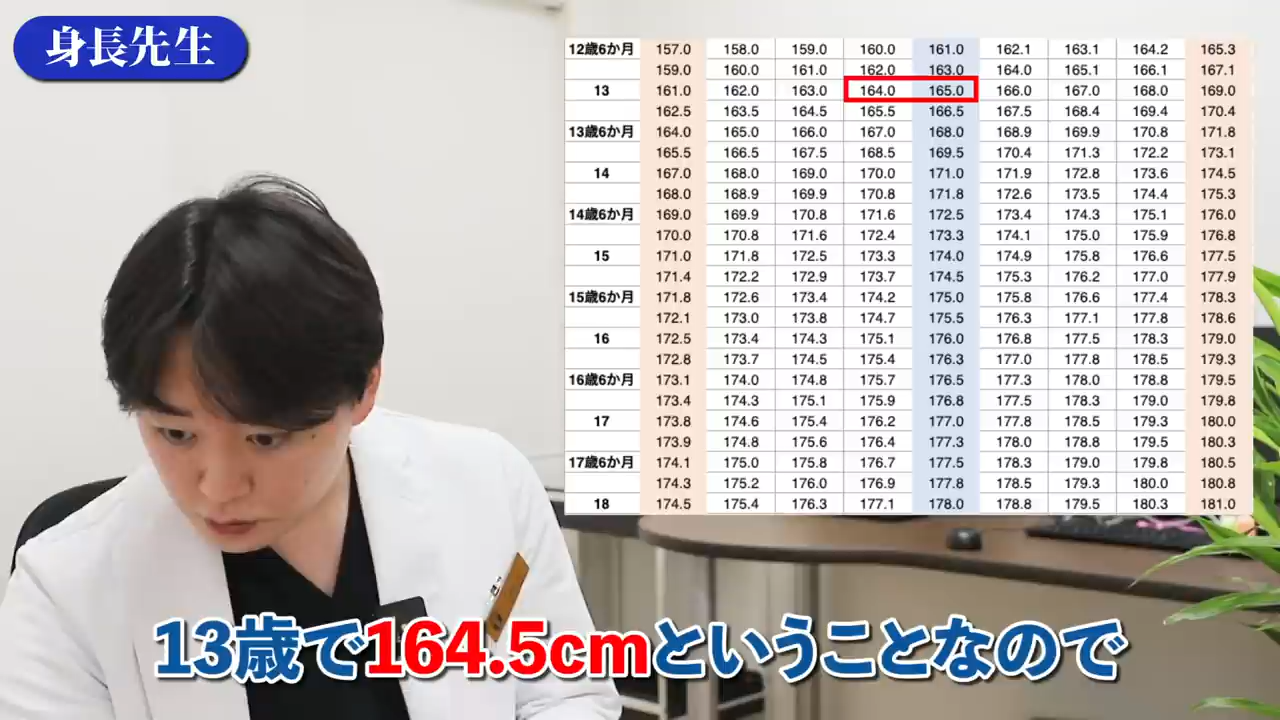 身長先生
12歳6か月 157.0 158.0 159.0 160.0 161.0 162.1 163.1 164.2 165.3
159.0 160.0 161.0 162.0 163.0 164.0 165.1 166.1 167.1
13 161.0 162.0 163.0 164.0 165.0 166.0 167.0 168.0 169.0
162.5 163.5 164.5 165.5 166.5 167.5 168.4 169.4 170.4
13歳6か月 164.0 165.0 166.0 167.0 168.0 168.9 169.9 170.8 171.8
165.5 166.5 167.5 168.5 169.5 170.4 171.3 172.2 173.1
14 167.0 168.0 169.0 170.0 171.0 171.9 172.8 173.6 174.5
168.0 168.9 169.9 170.8 171.8 172.6 173.5 174.4 175.3
14歳6か月 169.0 169.9 170.8 171.6 172.5 173.4 174.3 175.1 176.0
170.0 170.8 171.6 172.4 173.3 174.1 175.0 175.9 176.8
15 171.0 171.8 172.5 173.3 174.0 174.9 175.8 176.6 177.5
171.4 172.2 172.9 173.7 174.5 175.3 176.2 177.0 177.9
15歳6か月 171.8 172.6 173.4 174.2 175.0 175.8 176.6 177.4 178.3
172.1 173.0 173.8 174.7 175.5 176.3 177.1 177.8 178.6
16 172.5 173.4 174.3 175.1 176.0 176.8 177.5 178.3 179.0
172.8 173.7 174.5 175.4 176.3 177.0 177.8 178.5 179.3
16歳6か月 173.1 174.0 174.8 175.7 176.5 177.3 178.0 178.8 179.5
173.4 174.3 175.1 175.9 176.8 177.5 178.3 179.0 179.8
17 173.8 174.6 175.4 176.2 177.0 177.8 178.5 179.3 180.0
173.9 174.8 175.6 176.4 177.3 178.0 178.8 179.5 180.3
17歳6か月 174.1 175.0 175.8 176.7 177.5 178.3 179.0 179.8 180.5
174.3 175.2 176.0 176.9 177.8 178.5 179.3 180.0 180.8
18 174.5 175.4 176.3 177.1 178.0 178.8 179.5 180.3 181.0
13歳で164.5cmということなので